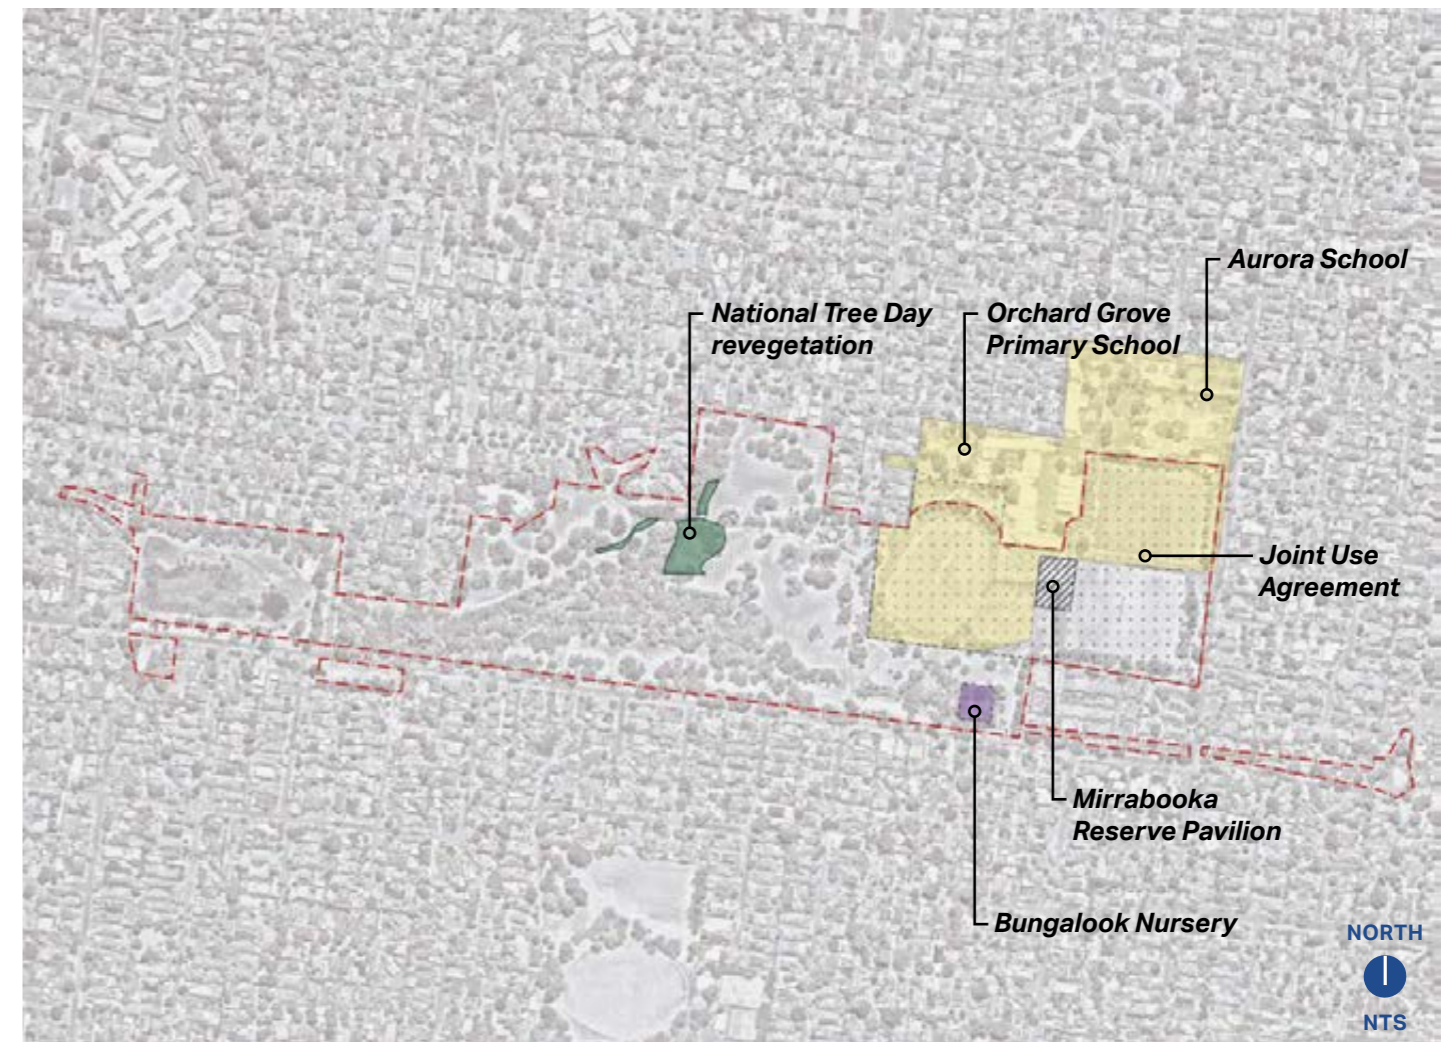 Aurora School
National Tree Day
revegetation
Orchard Grove
Primary School
Joint Use
Agreement
Mirrabooka
Reserve Pavilion
Bungalook Nursery
NORTH
NTS